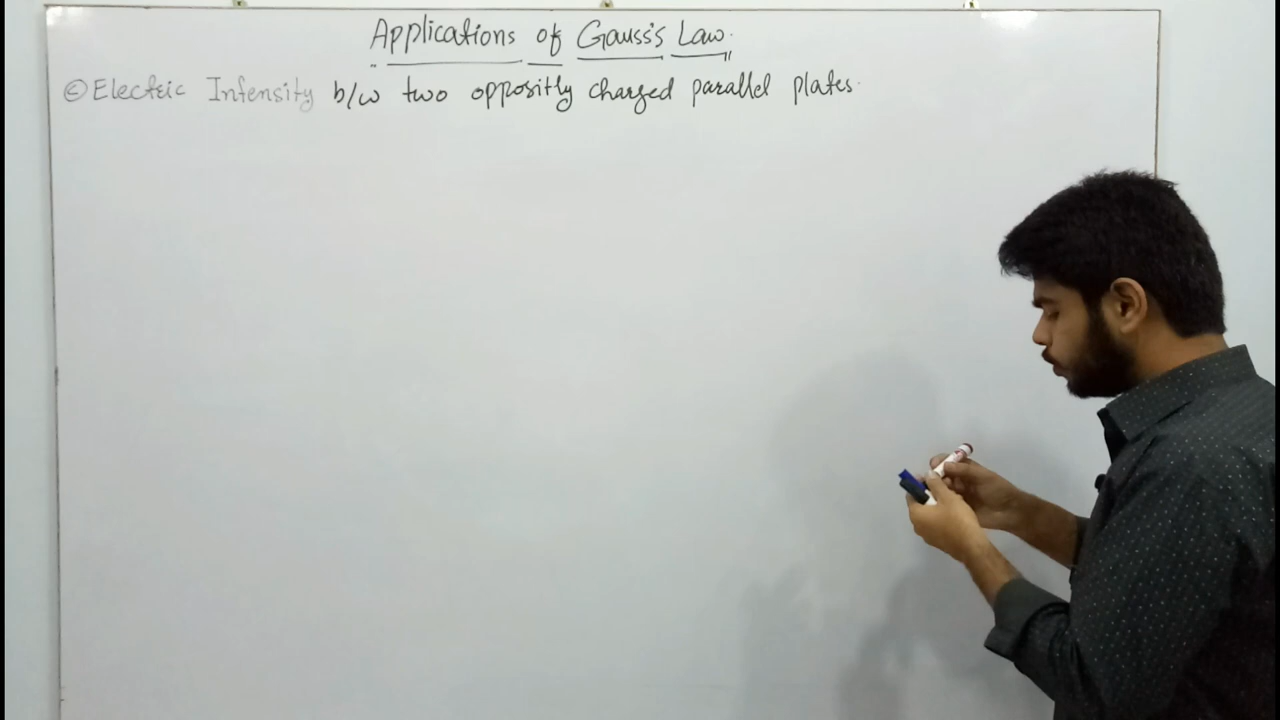 Applications of Gauss's Law.
© Electric Intensity b/w two oppositly charged parallel plates.